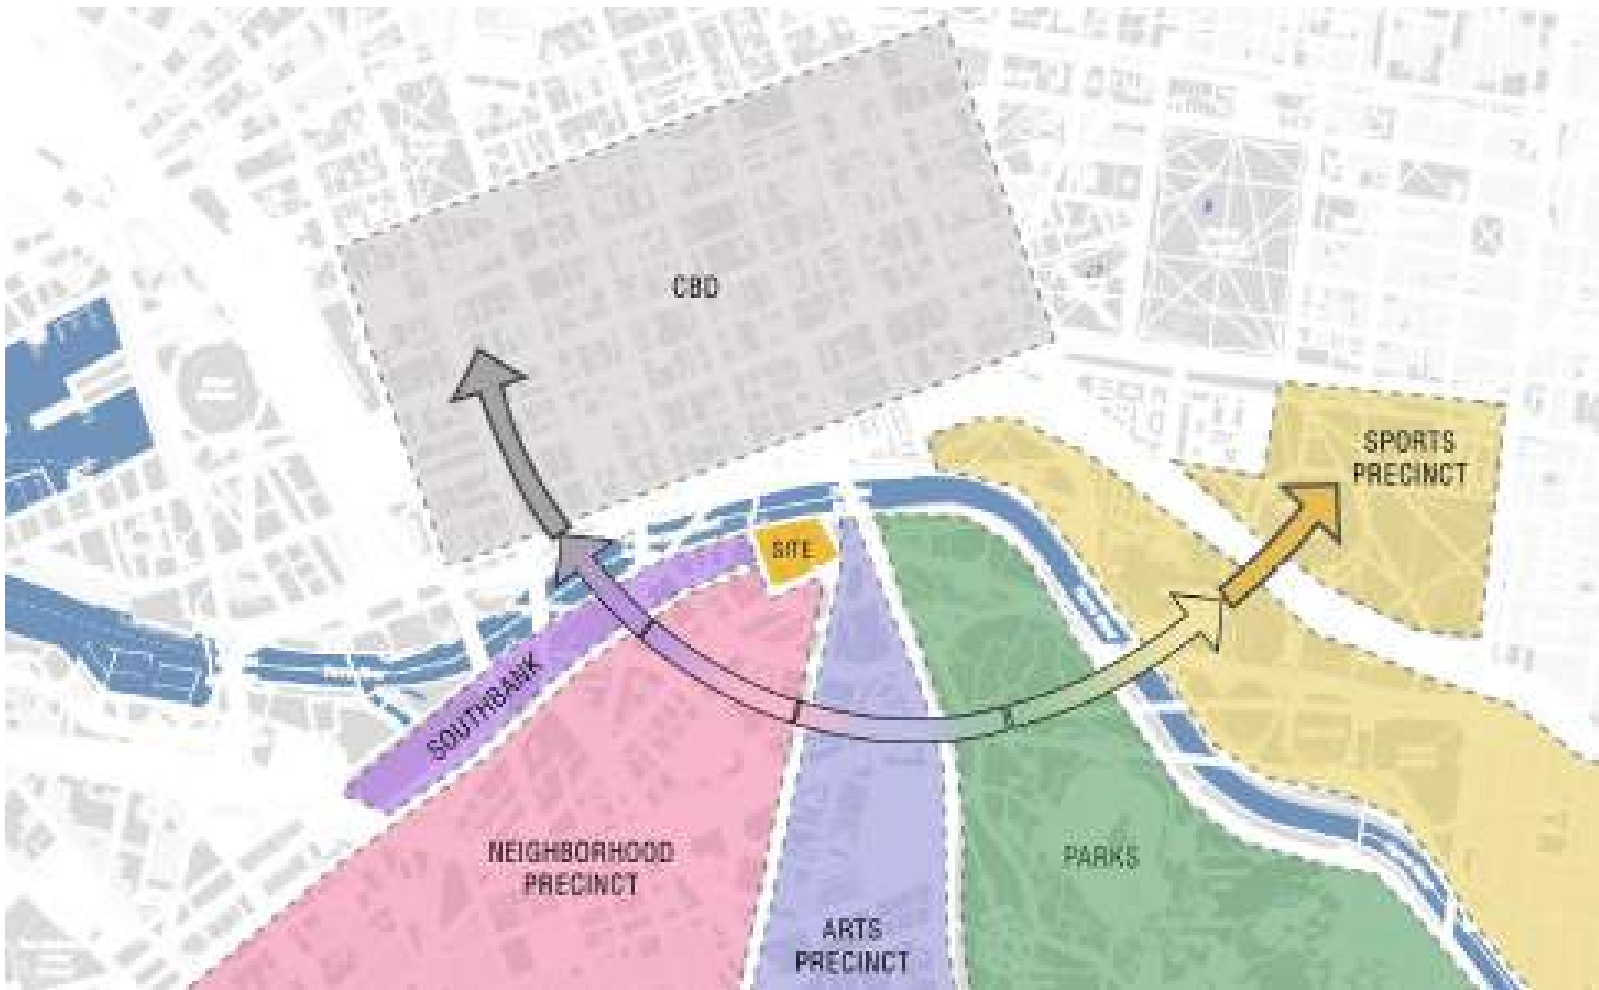 CBD
SPORTS
PRECINCT
SITE
SOUTHBANK
NEIGHBORHOOD
PRECINCT
PARKS
ARTS
PRECINCT